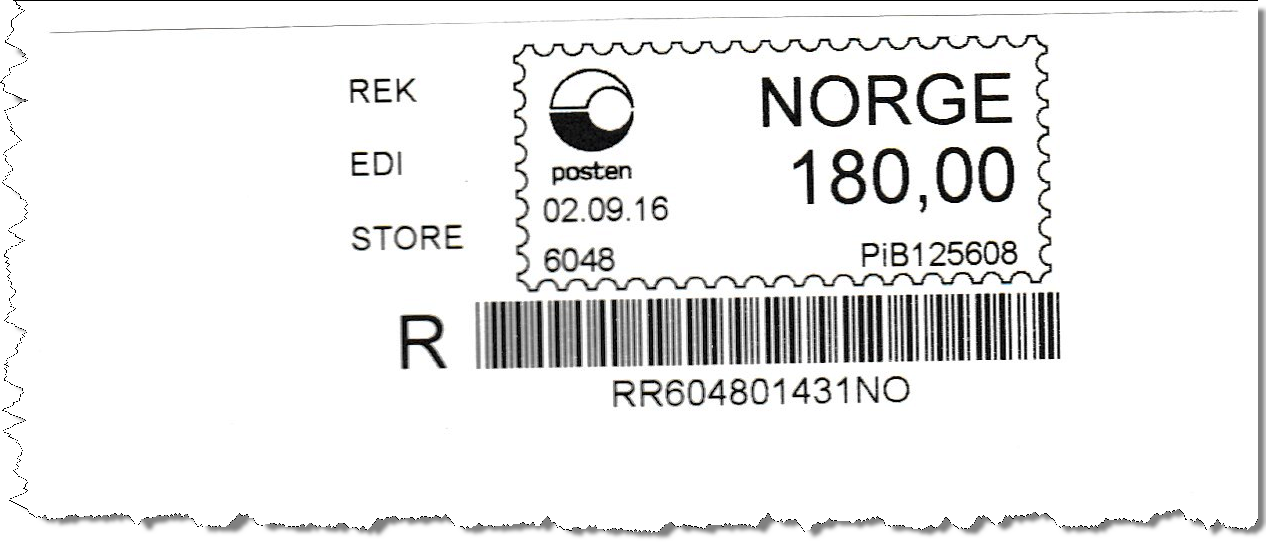 REK
EDI
STORE
posten
NORGE
180,00
02.09.16
6048
PiB125608
R
RR604801431NO